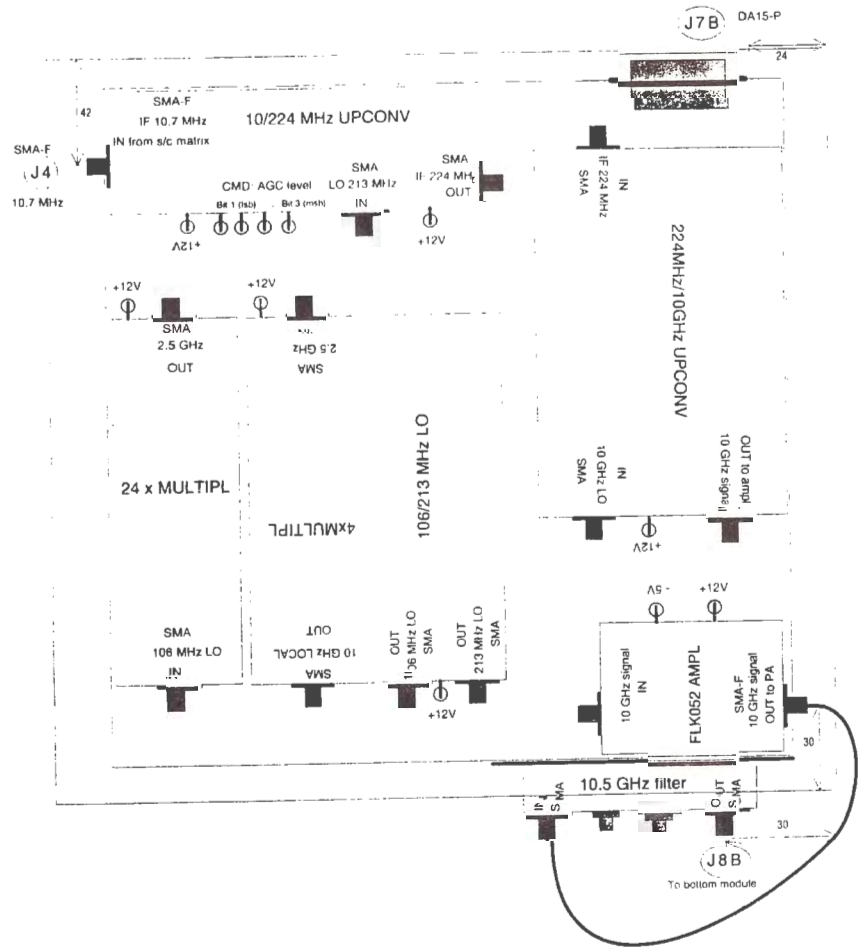 J7B
DA15-P
24
42
SMA-F
IF 10.7 MHz
IN from s/c matrix
10/224 MHz UPCONV
SMA-F
J4
10.7 MHz
CMD: AGC level
Bit 1 (lsb)
Bit 3 (msb)
+12V
SMA
LO 213 MHz
IN
SMA
IF 224 MHz
OUT
+12V
IN
IF 224 MHz
SMA
224MHz/10GHz UPCONV
+12V
SMA
2.5 GHz
OUT
+12V
2.5 GHz
SMA
24 x MULTIPL
4xMULTIPL
106/213 MHz LO
IN
10 GHz LO
SMA
+12V
OUT to ampl
10 GHz signal
SMA
106 MHz LO
IN
OUT
10 GHz LOCAL
SMA
OUT
106 MHz LO
SMA
+12V
OUT
213 MHz LO
SMA
- 5V
+12V
10 GHz signal
IN
FLK052 AMPL
SMA-F
10 GHz signal
OUT to PA
30
10.5 GHz filter
IN
SMA
OUT
SMA
30
J8B
To bottom module